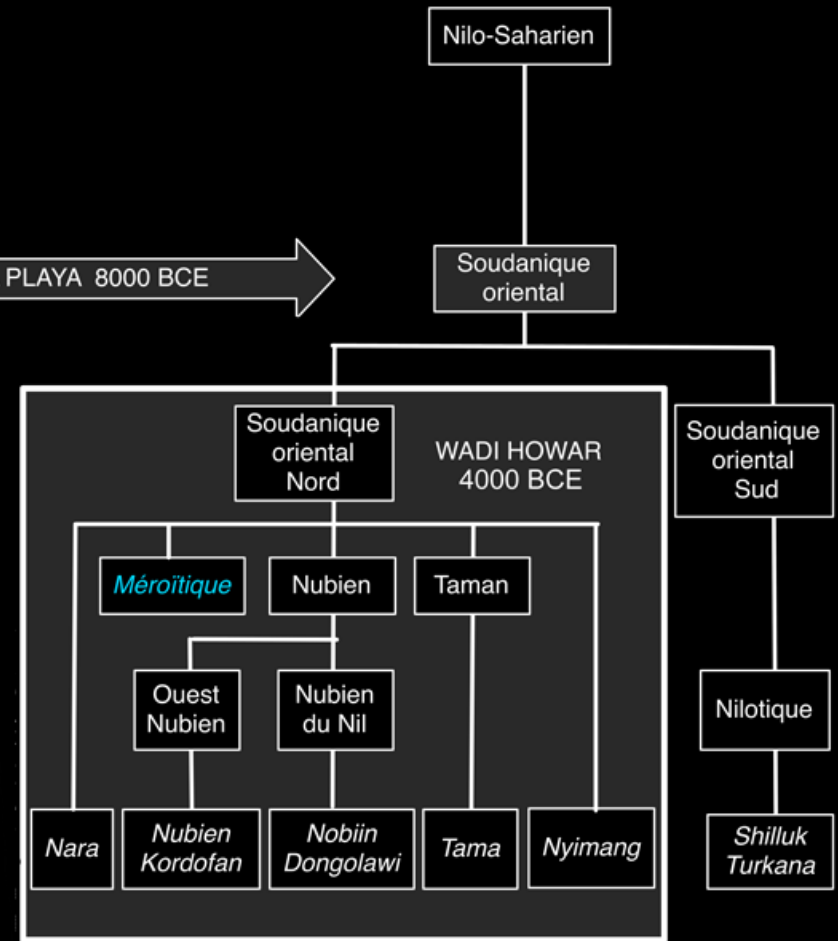 Nilo-Saharien
PLAYA 8000 BCE
Soudanique
oriental
Soudanique
oriental
Nord
WADI HOWAR
4000 BCE
Soudanique
oriental
Sud
Méroïtique
Nubien
Taman
Ouest
Nubien
Nubien
du Nil
Nilotique
Nara
Nubien
Kordofan
Nobiin
Dongolawi
Tama
Nyimang
Shilluk
Turkana